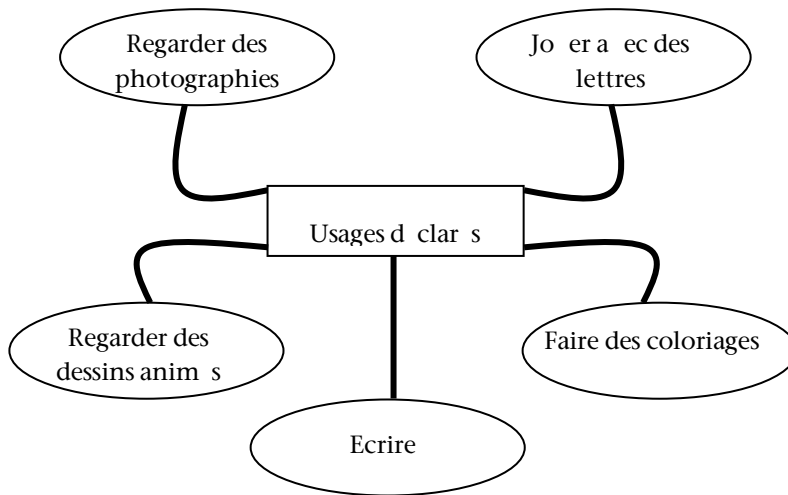 Regarder des
photographies
Jo er a ec des
lettres
Usages d clar s
Regarder des
dessins anim s
Faire des coloriages
Ecrire